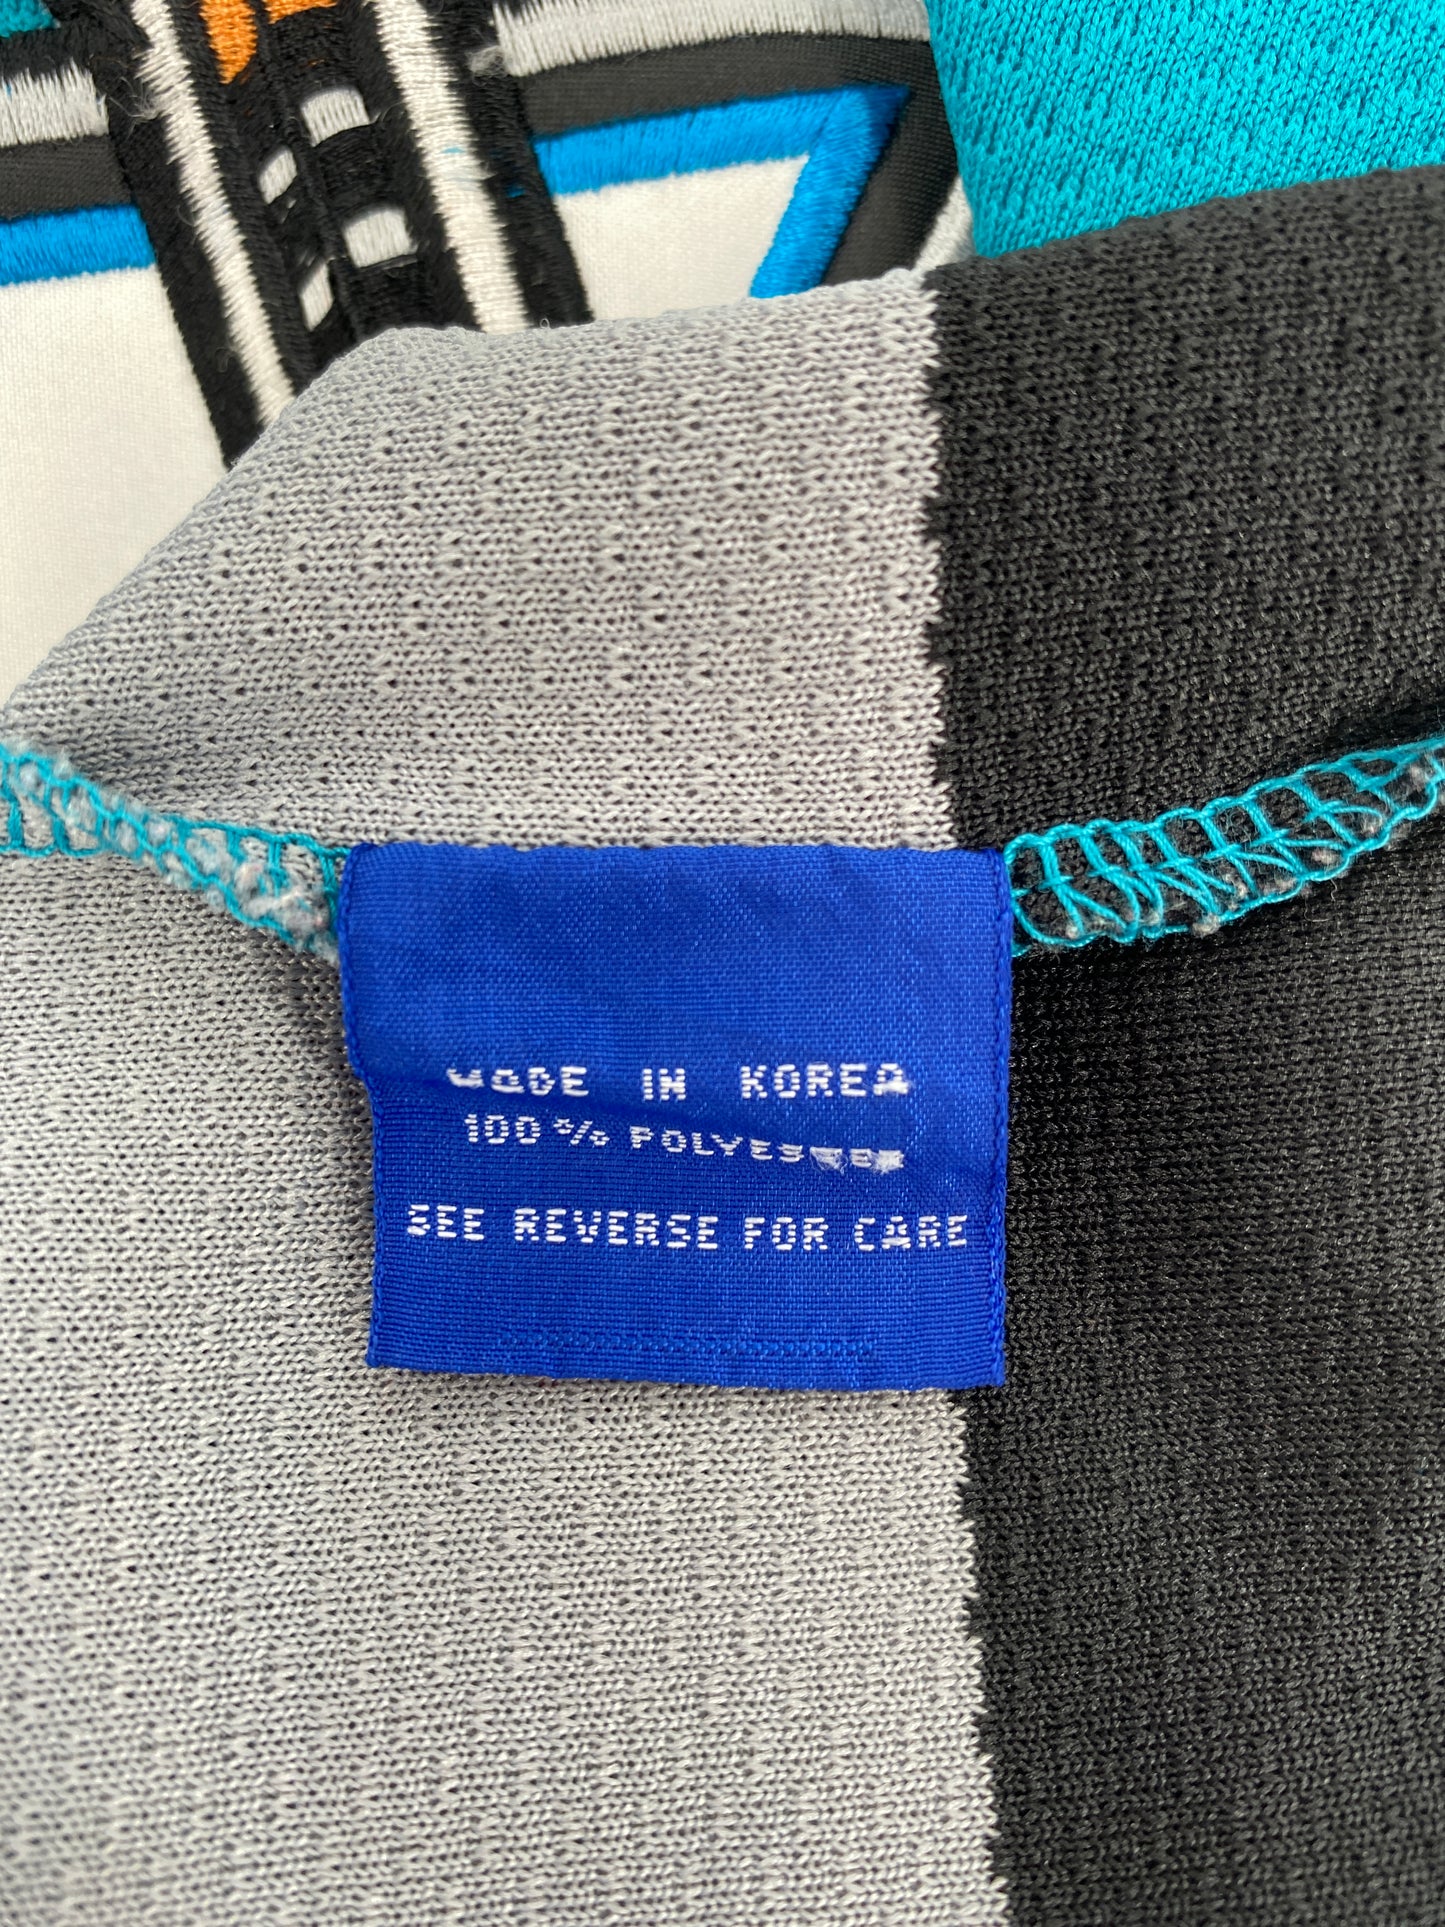 MADE IN KOREA
100% POLYESTER
SEE REVERSE FOR CARE